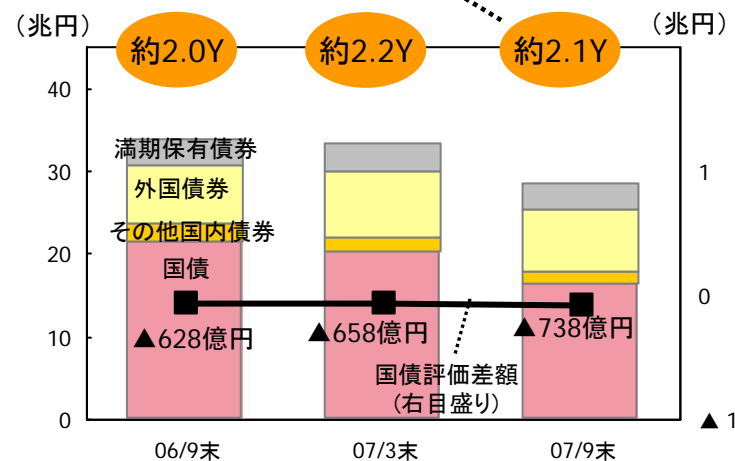 （兆円）
（兆円）
約2.0Y
約2.2Y
約2.1Y
40
30
20
10
0
1
0
▲ 1
満期保有債券
外国債券
その他国内債券
国債
▲628億円
▲658億円
▲738億円
国債評価差額
（右目盛り）
06/9末
07/3末
07/9末